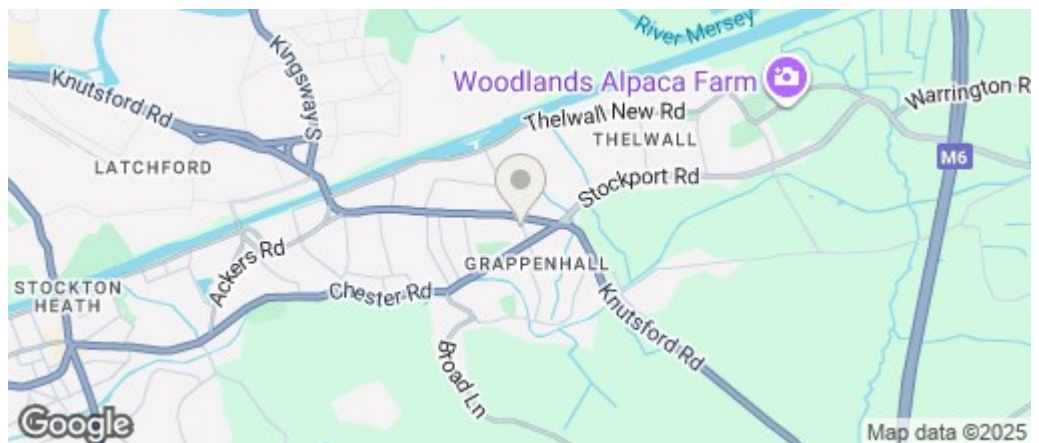 River Mersey
Kingsway S
Knutsford Rd
Woodlands Alpaca Farm
Warrington R
Thelwall New Rd
THELWALL
M6
LATCHFORD
Stockport Rd
Ackers Rd
GRAPPENHALL
STOCKTON
HEATH
Chester Rd
Knutsford Rd
Broad Ln
Google
Map data ©2025